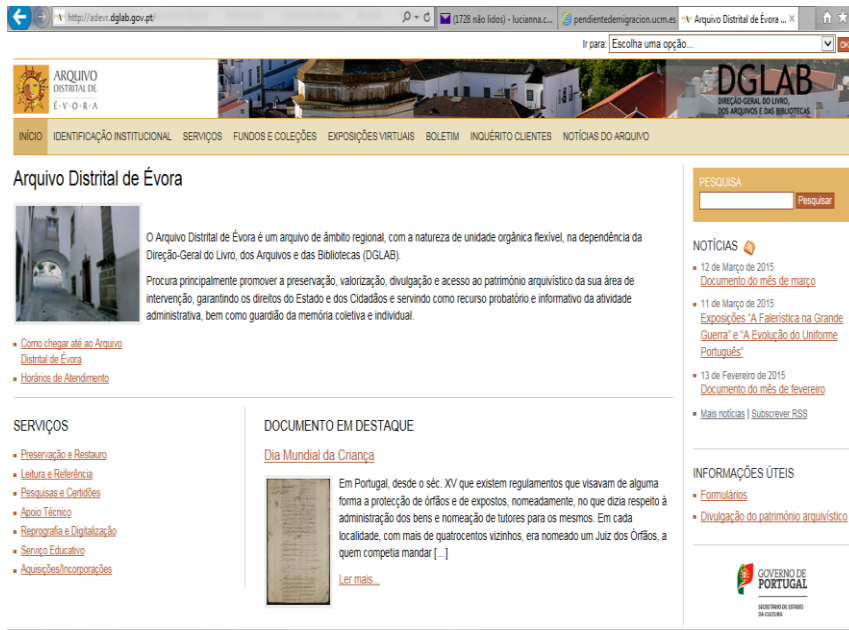 http://adevr.dglab.gov.pt/
(1728 não lidos) - lucianna.c...
pendientedemigracion.ucm.es
Arquivo Distrital de Évora ...
Ir para: Escolha uma opção...
OK
ARQUIVO
DISTRITAL DE
É · V · O · R · A
DGLAB
DIREÇÃO-GERAL DO LIVRO,
DOS ARQUIVOS E DAS BIBLIOTECAS
INÍCIO IDENTIFICAÇÃO INSTITUCIONAL SERVIÇOS FUNDOS E COLEÇÕES EXPOSIÇÕES VIRTUAIS BOLETIM INQUÉRITO CLIENTES NOTÍCIAS DO ARQUIVO
Arquivo Distrital de Évora
O Arquivo Distrital de Évora é um arquivo de âmbito regional, com a natureza de unidade orgânica flexível, na dependência da
Direção-Geral do Livro, dos Arquivos e das Bibliotecas (DGLAB).
Procura principalmente promover a preservação, valorização, divulgação e acesso ao património arquivístico da sua área de
intervenção, garantindo os direitos do Estado e dos Cidadãos e servindo como recurso probatório e informativo da atividade
administrativa, bem como guardião da memória coletiva e individual.
Como chegar até ao Arquivo
Distrital de Évora
Horários de Atendimento
SERVIÇOS
Preservação e Restauro
Leitura e Referência
Pesquisas e Certidões
Apoio Técnico
Reprografia e Digitalização
Serviço Educativo
Aquisições/Incorporações
DOCUMENTO EM DESTAQUE
Dia Mundial da Criança
Em Portugal, desde o séc. XV que existem regulamentos que visavam de alguma
forma a protecção de órfãos e de expostos, nomeadamente, no que dizia respeito à
administração dos bens e nomeação de tutores para os mesmos. Em cada
localidade, com mais de quatrocentos vizinhos, era nomeado um Juiz dos Órfãos, a
quem competia mandar [...]
Ler mais...
PESQUISA
Pesquisar
NOTÍCIAS
12 de Março de 2015
Documento do mês de março
11 de Março de 2015
Exposições "A Falerística na Grande
Guerra" e "A Evolução do Uniforme
Português"
13 de Fevereiro de 2015
Documento do mês de fevereiro
Mais notícias | Subscrever RSS
INFORMAÇÕES ÚTEIS
Formulários
Divulgação do património arquivístico
GOVERNO DE
PORTUGAL
SECRETÁRIO DE ESTADO
DA CULTURA